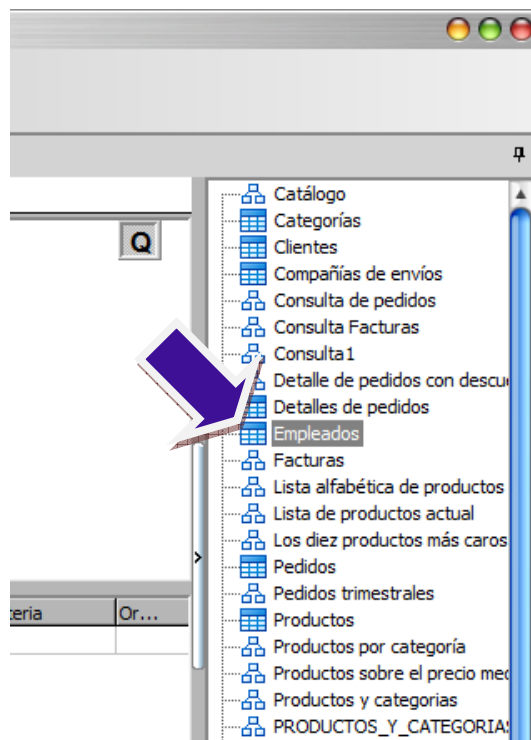 Q
Catálogo
Categorías
Clientes
Compañías de envíos
Consulta de pedidos
Consulta Facturas
Consulta1
Detalle de pedidos con descu
Detalles de pedidos
Empleados
Facturas
Lista alfabética de productos
Lista de productos actual
Los diez productos más caros
Pedidos
Pedidos trimestrales
Productos
Productos por categoría
Productos sobre el precio med
Productos y categorias
PRODUCTOS_Y_CATEGORIAS
teria Or...
>